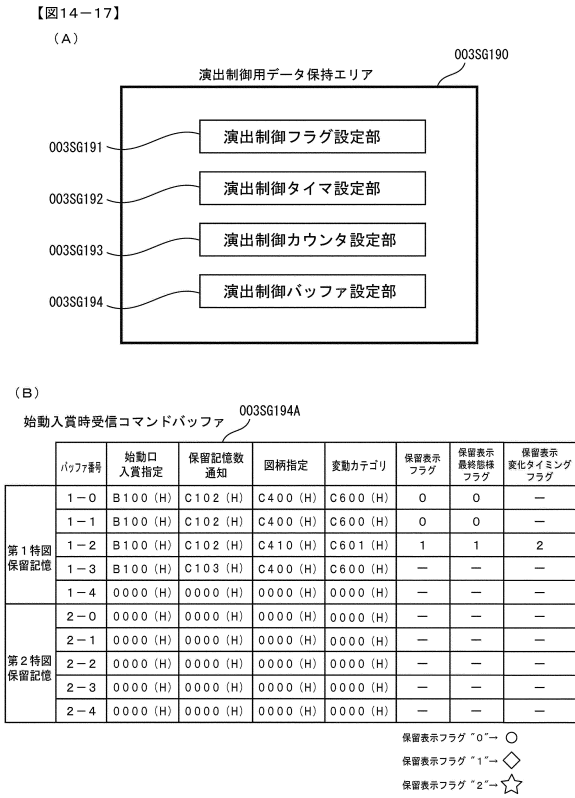 【図14-17】
(A)
003SG190
演出制御用データ保持エリア
003SG191 演出制御フラグ設定部
003SG192 演出制御タイマ設定部
003SG193 演出制御カウンタ設定部
003SG194 演出制御バッファ設定部
(B)
始動入賞時受信コマンドバッファ 003SG194A
バッファ番号 始動口入賞指定 保留記憶数通知 図柄指定 変動カテゴリ 保留表示フラグ 保留表示最終態様フラグ 保留表示変化タイミングフラグ
第1特図保留記憶
1-0 B100(H) C102(H) C400(H) C600(H) 0 0 -
1-1 B100(H) C102(H) C400(H) C600(H) 0 0 -
1-2 B100(H) C102(H) C410(H) C601(H) 1 1 2
1-3 B100(H) C103(H) C400(H) C600(H) - - -
1-4 0000(H) 0000(H) 0000(H) 0000(H) - - -
第2特図保留記憶
2-0 0000(H) 0000(H) 0000(H) 0000(H) - - -
2-1 0000(H) 0000(H) 0000(H) 0000(H) - - -
2-2 0000(H) 0000(H) 0000(H) 0000(H) - - -
2-3 0000(H) 0000(H) 0000(H) 0000(H) - - -
2-4 0000(H) 0000(H) 0000(H) 0000(H) - - -
保留表示フラグ "0"→ ○
保留表示フラグ "1"→ ◇
保留表示フラグ "2"→ ☆